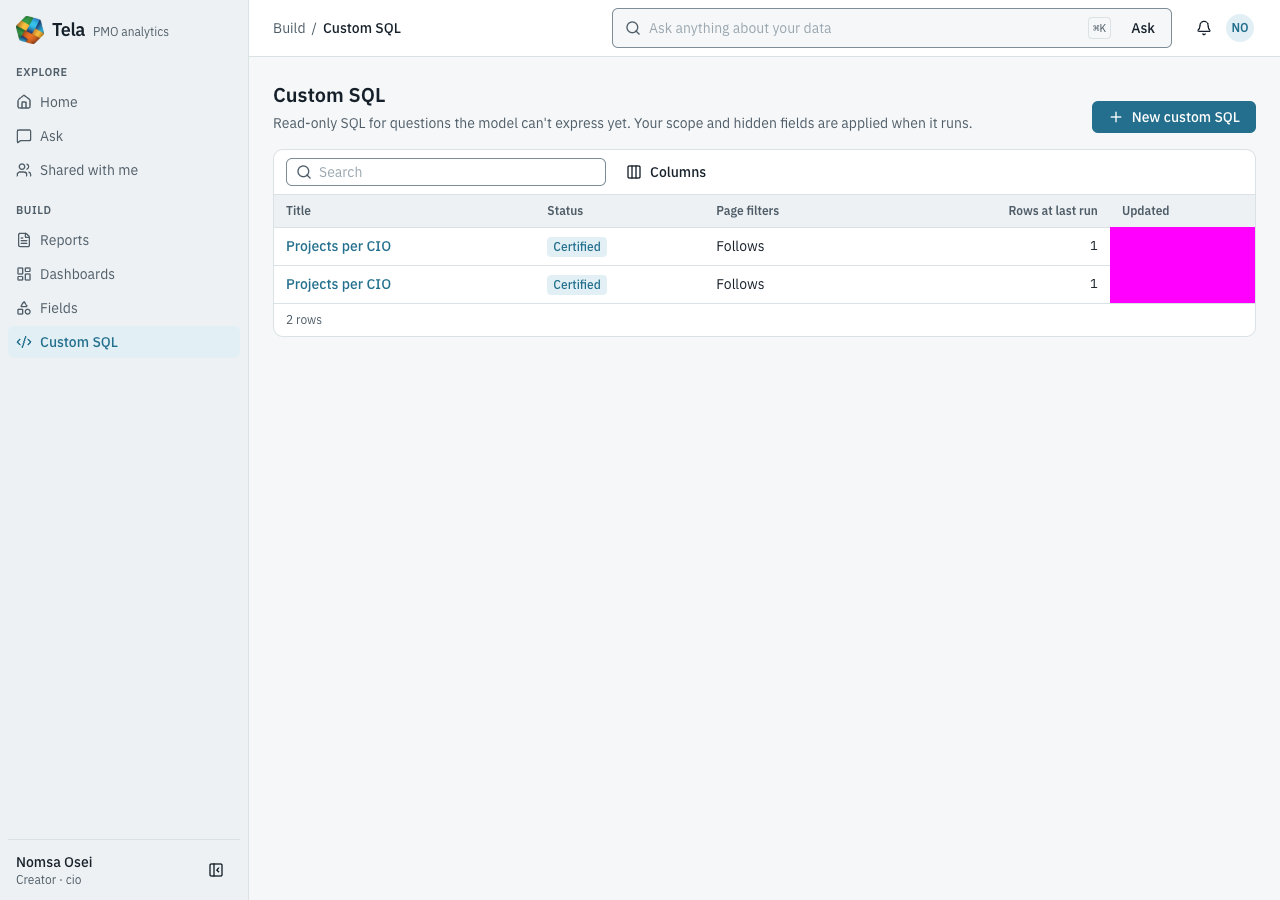 Tela PMO analytics
EXPLORE
Home
Ask
Shared with me
BUILD
Reports
Dashboards
Fields
Custom SQL
Nomsa Osei
Creator · cio
Build / Custom SQL
Ask anything about your data ⌘K Ask
NO
Custom SQL
Read-only SQL for questions the model can't express yet. Your scope and hidden fields are applied when it runs.
New custom SQL
Search Columns
Title Status Page filters Rows at last run Updated
Projects per CIO Certified Follows 1
Projects per CIO Certified Follows 1
2 rows